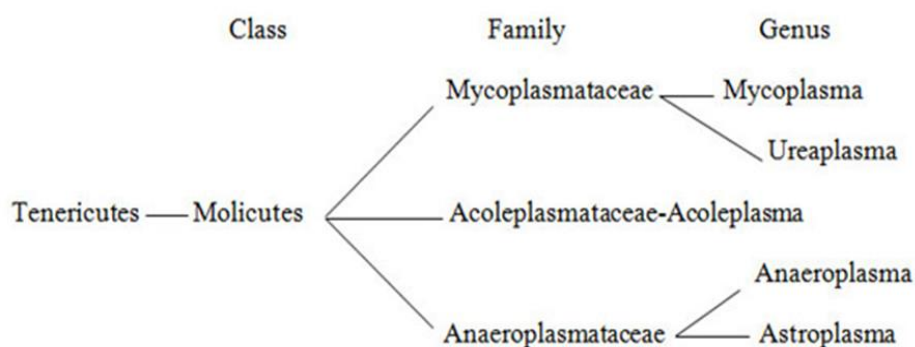 Class Family Genus
Mycoplasmataceae Mycoplasma
Ureaplasma
Tenericutes Molicutes Acoleplasmataceae-Acoleplasma
Anaeroplasma
Anaeroplasmataceae Astroplasma